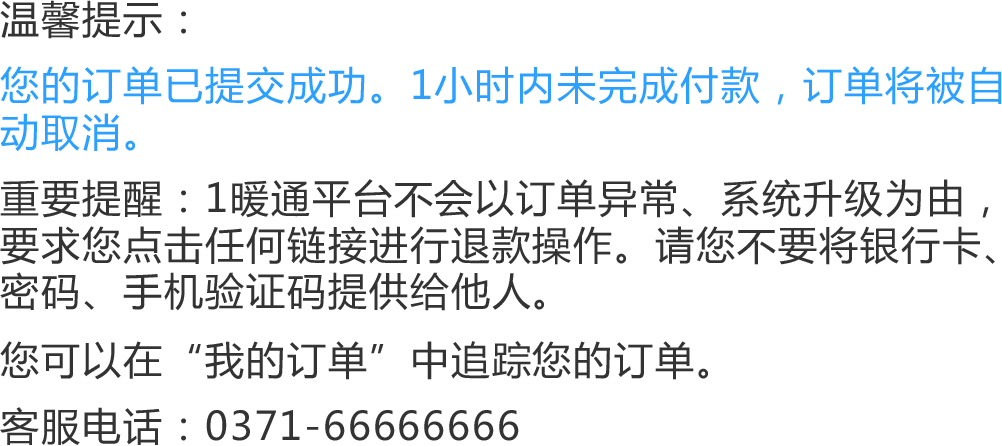 温馨提示：
您的订单已提交成功。1小时内未完成付款，订单将被自
动取消。
重要提醒：1暖通平台不会以订单异常、系统升级为由，
要求您点击任何链接进行退款操作。请您不要将银行卡、
密码、手机验证码提供给他人。
您可以在“我的订单”中追踪您的订单。
客服电话：0371-66666666